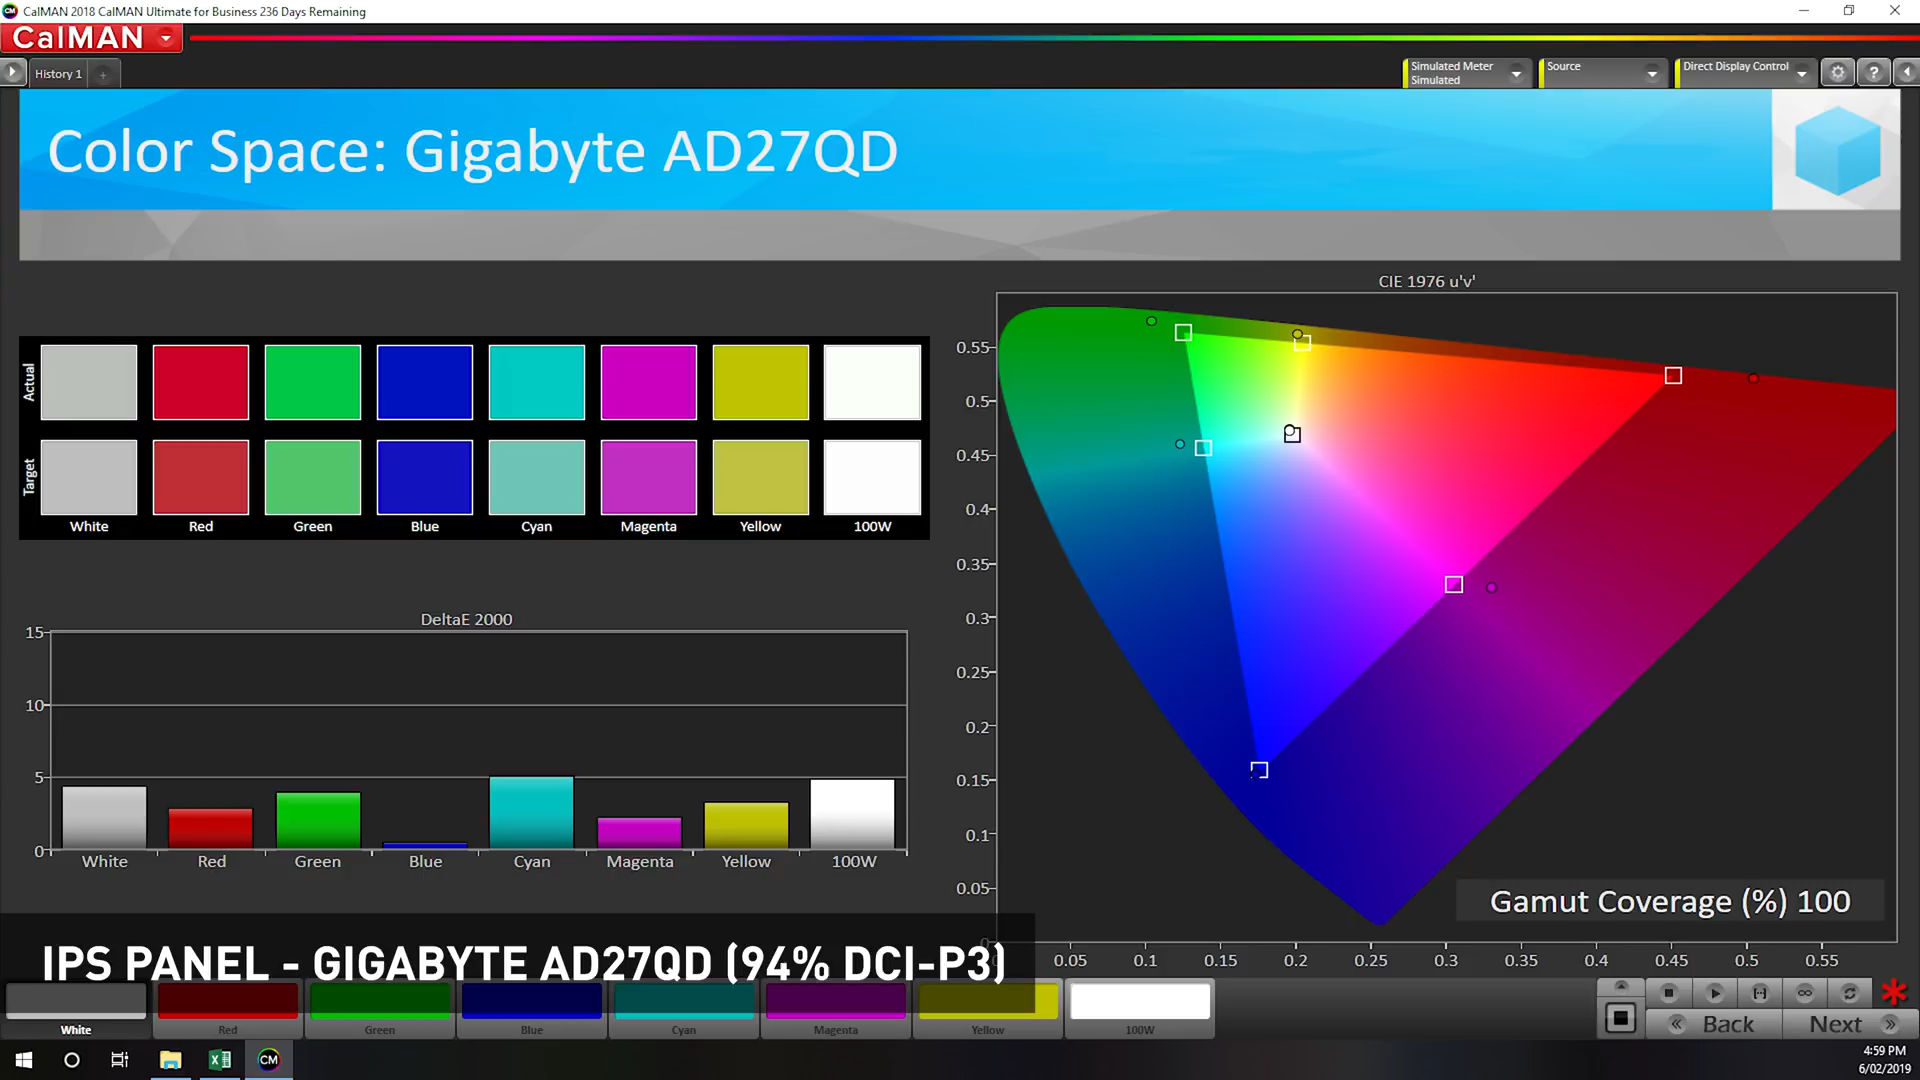 CalMAN 2018 CalMAN Ultimate for Business 236 Days Remaining
CalMAN
History 1
Simulated Meter
Simulated
Source
Direct Display Control
Color Space: Gigabyte AD27QD
Actual
Target
White Red Green Blue Cyan Magenta Yellow 100W
DeltaE 2000
15
10
5
0
White Red Green Blue Cyan Magenta Yellow 100W
CIE 1976 u'v'
0.55
0.5
0.45
0.4
0.35
0.3
0.25
0.2
0.15
0.1
0.05
0
0 0.05 0.1 0.15 0.2 0.25 0.3 0.35 0.4 0.45 0.5 0.55
Gamut Coverage (%) 100
IPS PANEL - GIGABYTE AD27QD (94% DCI-P3)
White Red Green Blue Cyan Magenta Yellow 100W
Back Next
CM
4:59 PM
6/02/2019